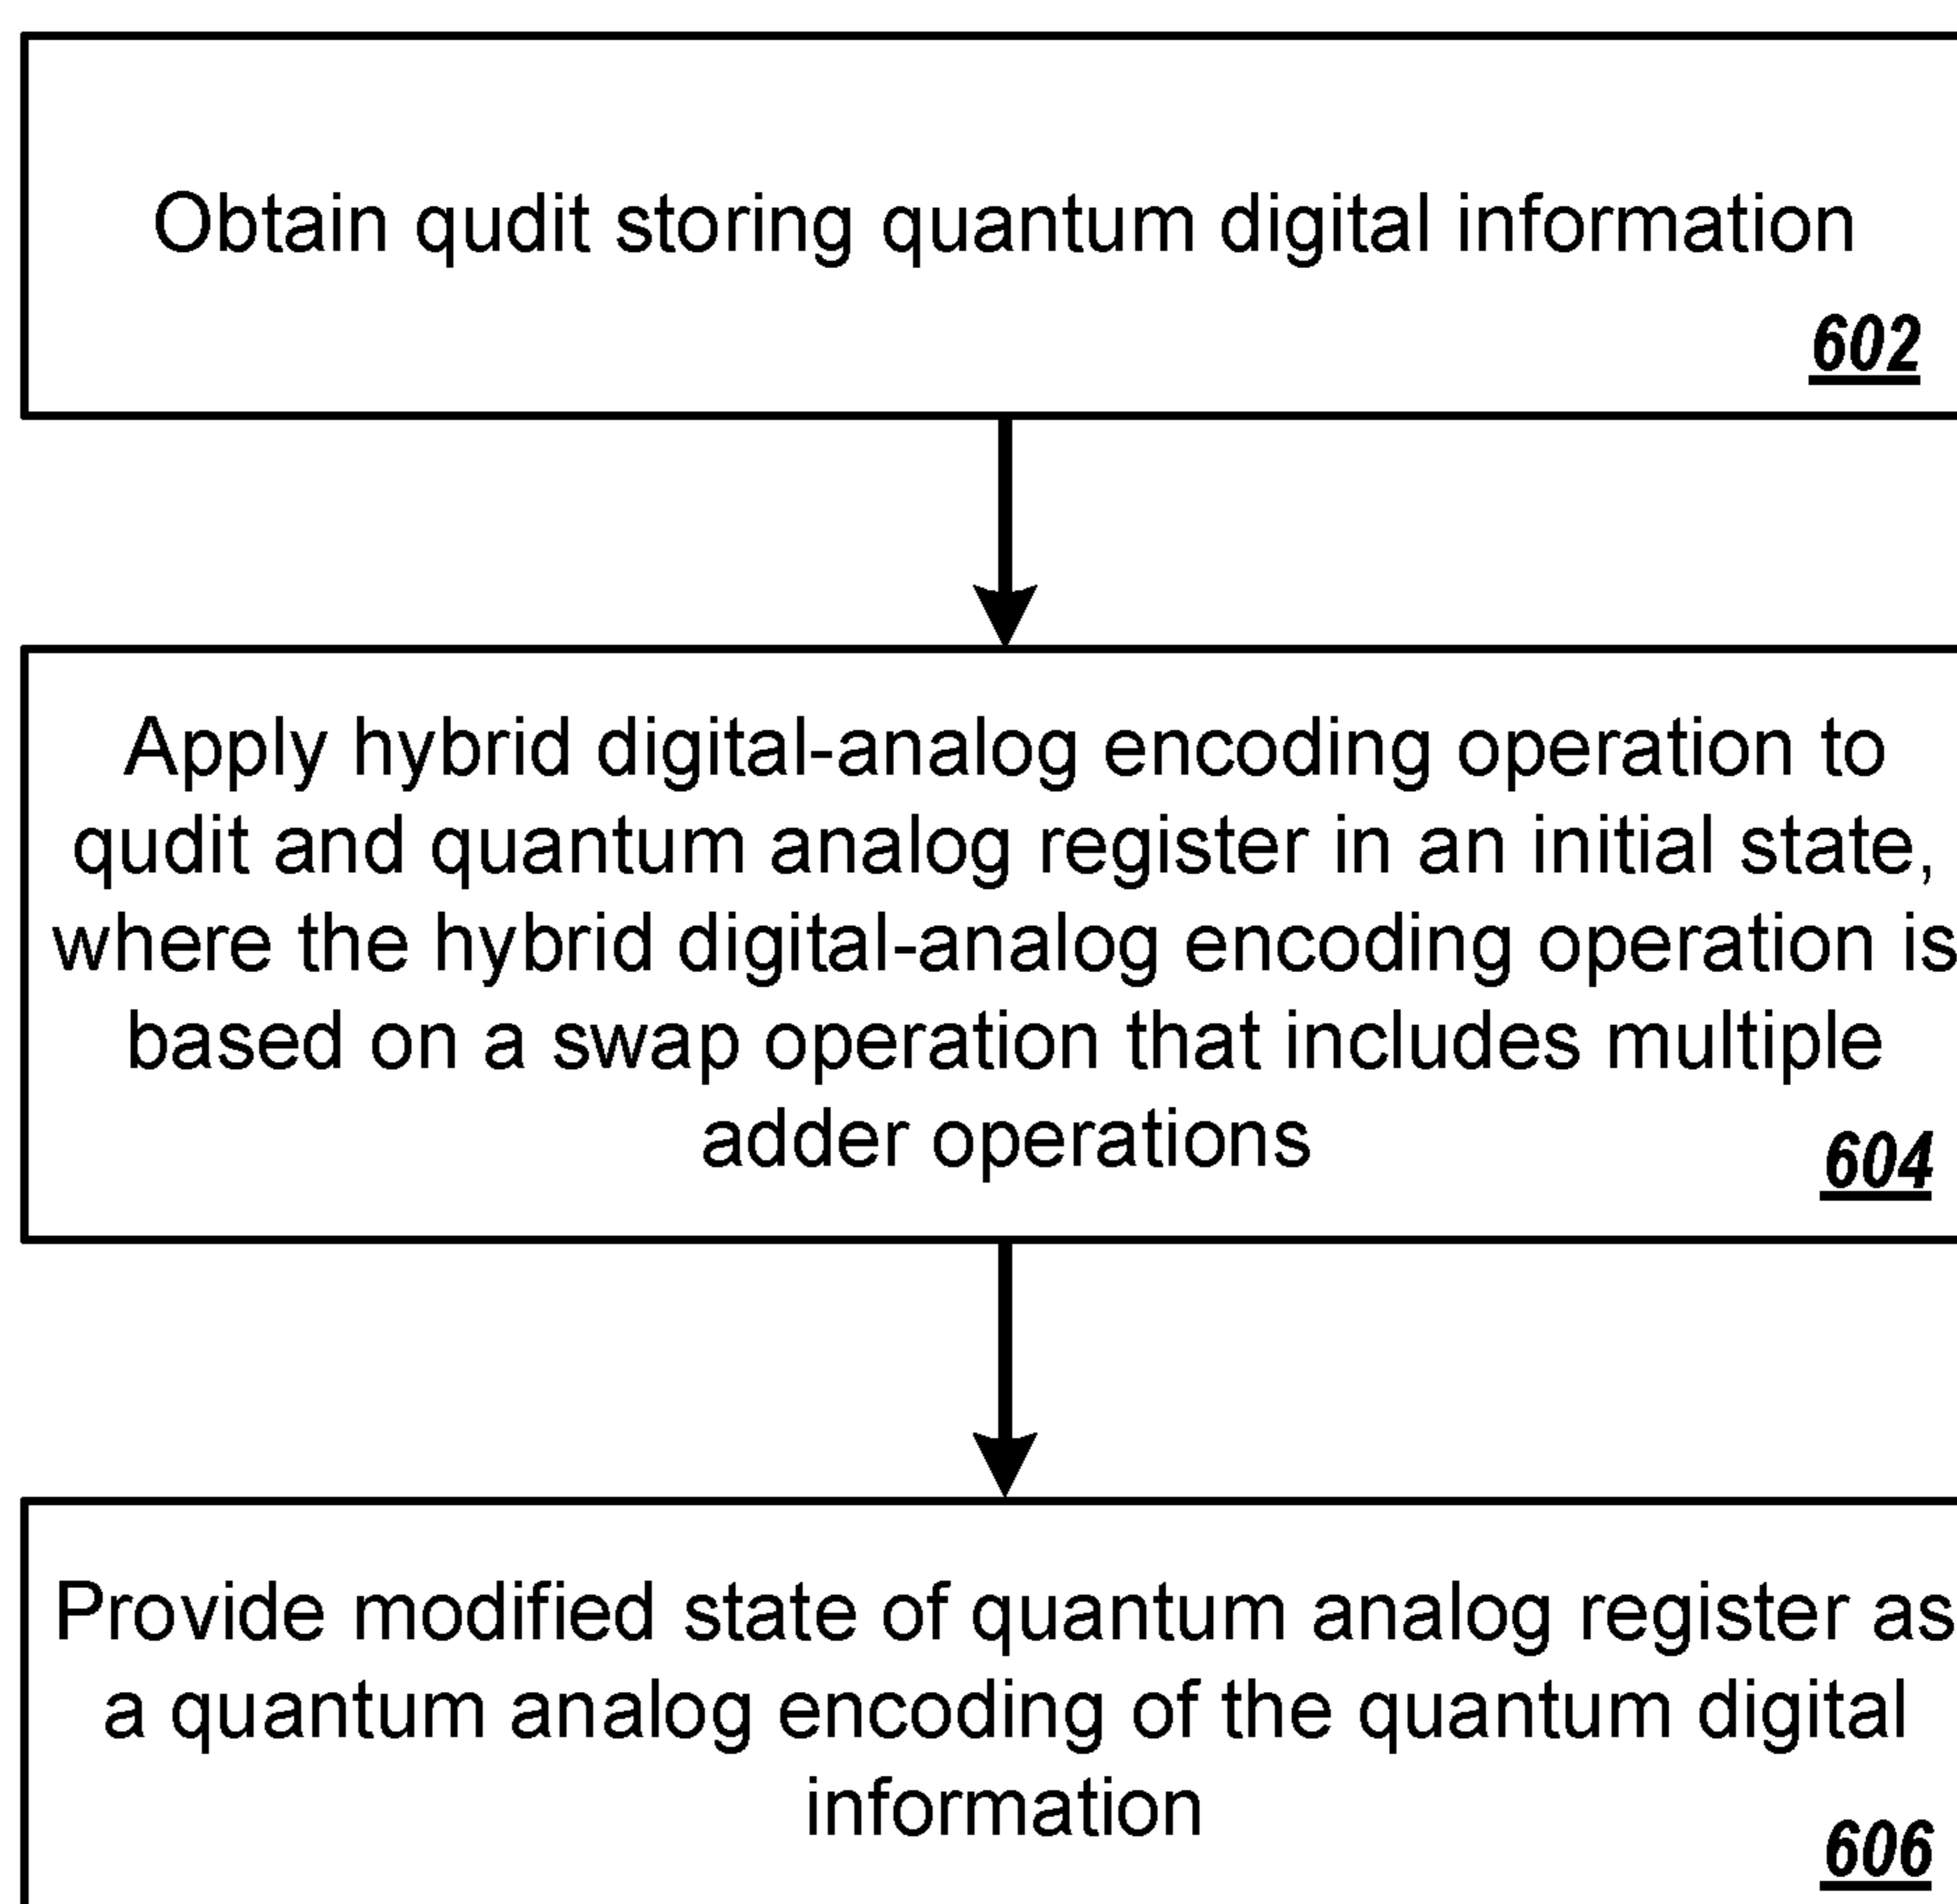 Obtain qudit storing quantum digital information
602
Apply hybrid digital-analog encoding operation to
qudit and quantum analog register in an initial state,
where the hybrid digital-analog encoding operation is
based on a swap operation that includes multiple
adder operations
604
Provide modified state of quantum analog register as
a quantum analog encoding of the quantum digital
information
606